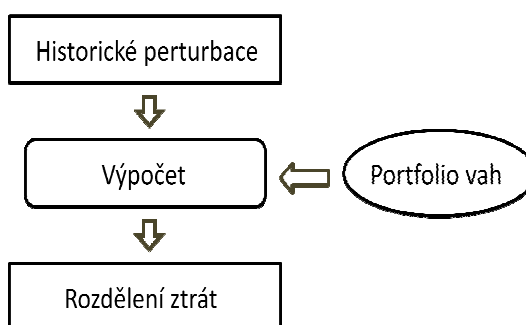 Historické perturbace
Výpočet
Portfolio vah
Rozdělení ztrát